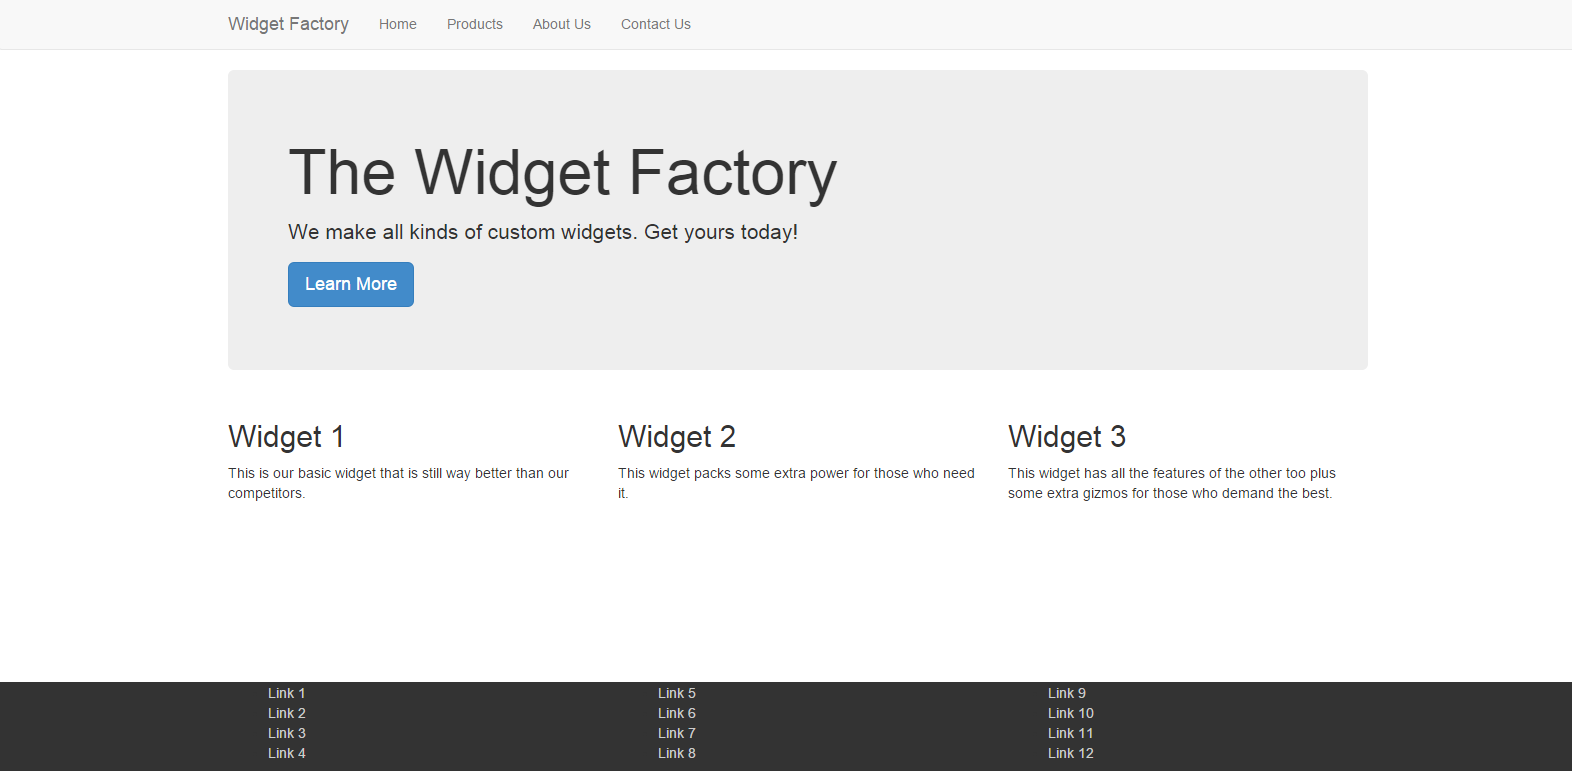 Widget Factory Home Products About Us Contact Us
The Widget Factory
We make all kinds of custom widgets. Get yours today!
Learn More
Widget 1
This is our basic widget that is still way better than our
competitors.
Widget 2
This widget packs some extra power for those who need
it.
Widget 3
This widget has all the features of the other too plus
some extra gizmos for those who demand the best.
Link 1
Link 2
Link 3
Link 4
Link 5
Link 6
Link 7
Link 8
Link 9
Link 10
Link 11
Link 12